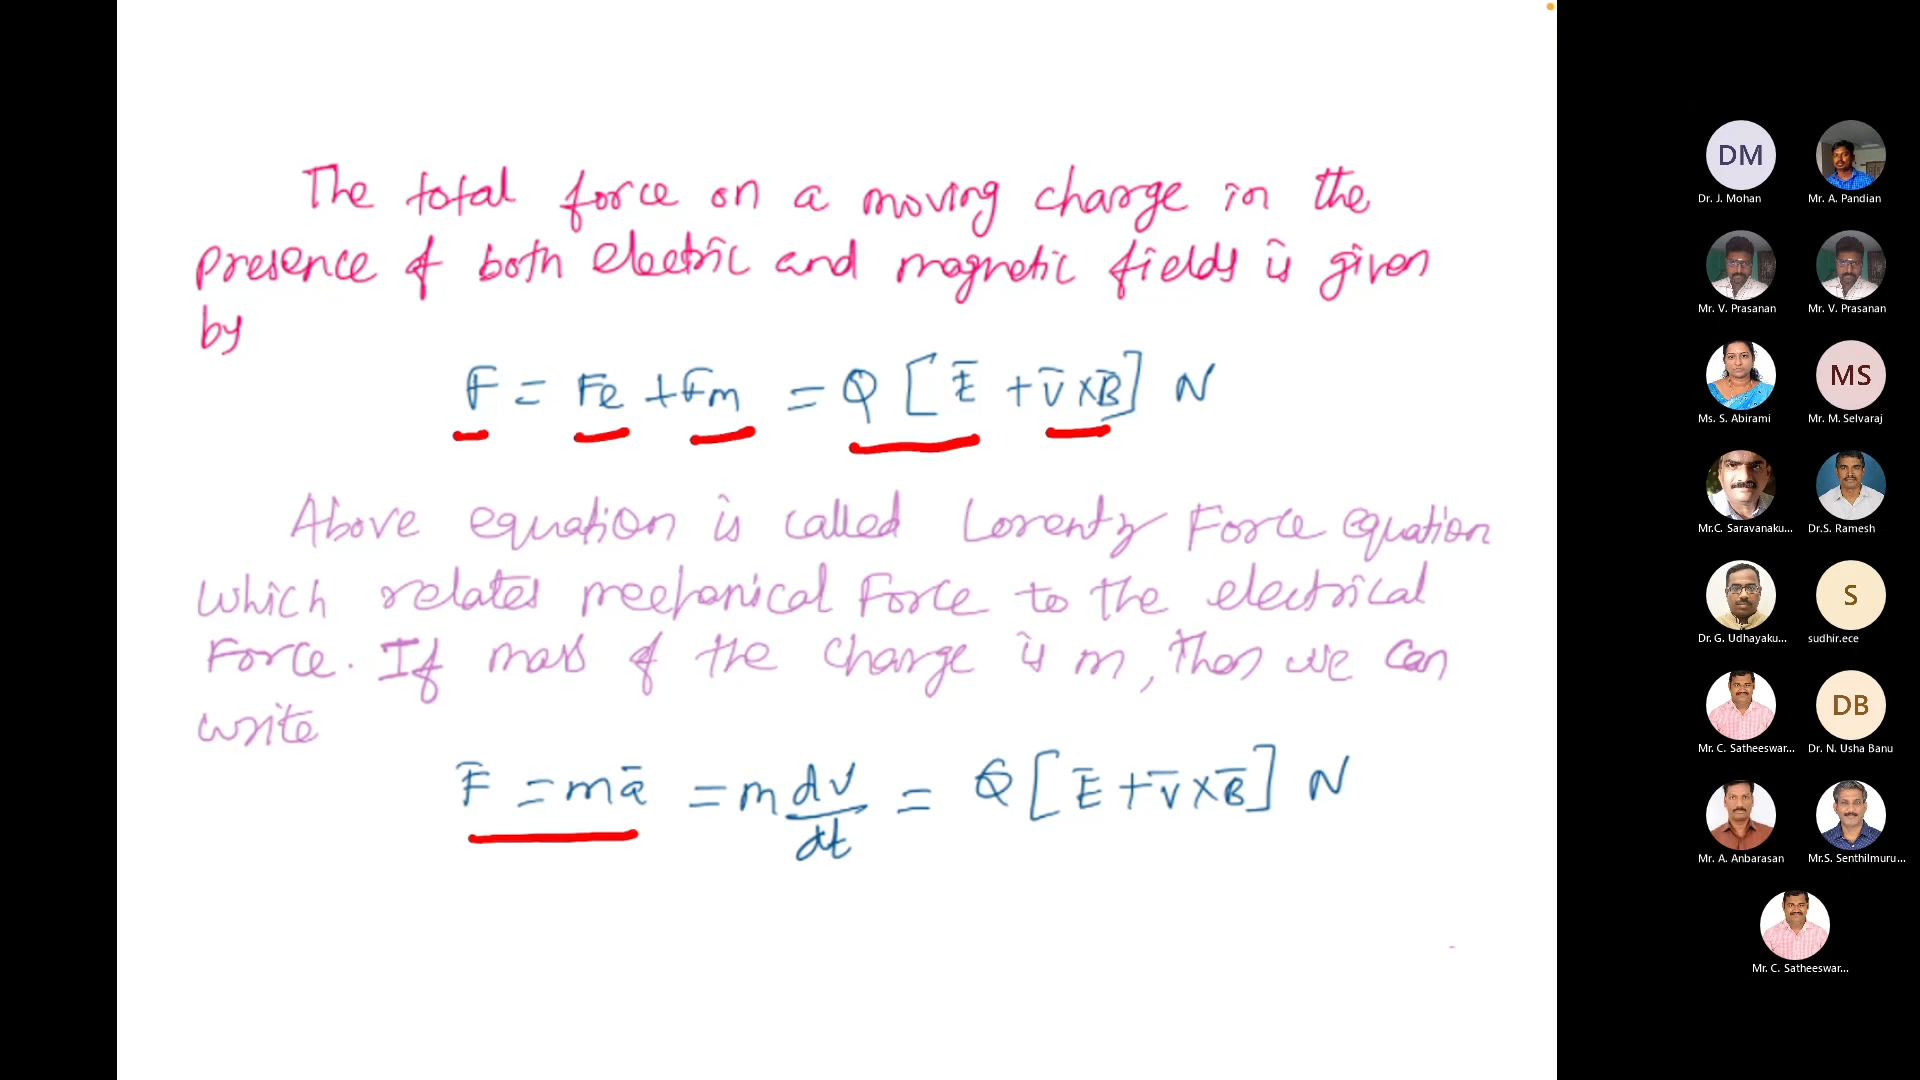 The total force on a moving charge in the
presence of both electric and magnetic fields is given
by
F̅ = Fe + Fm = Q [E̅ + v̅ × B̅] N
Above equation is called Lorentz Force equation
which relates mechanical Force to the electrical
Force. If mass of the charge is m, then we can
write
F̅ = ma̅ = m dv/dt = Q [E̅ + v̅ × B̅] N
DM
Dr. J. Mohan
Mr. A. Pandian
Mr. V. Prasanan
Mr. V. Prasanan
MS
Ms. S. Abirami
Mr. M. Selvaraj
Mr.C. Saravanaku...
Dr.S. Ramesh
S
Dr. G. Udhayaku...
sudhir.ece
DB
Mr. C. Satheeswar...
Dr. N. Usha Banu
Mr. A. Anbarasan
Mr.S. Senthilmuru...
Mr. C. Satheeswar...